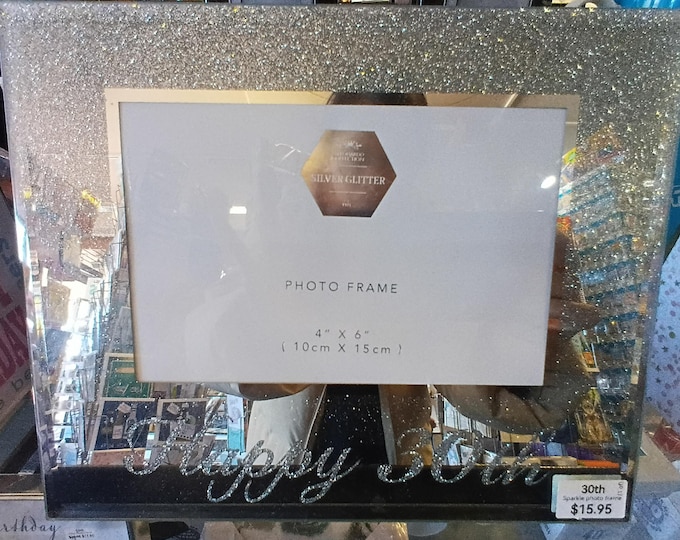 SILVER GLITTER
PHOTO FRAME
4" X 6"
( 10cm X 15cm )
Happy 30th
30th
Sparkle photo frame
$15.95